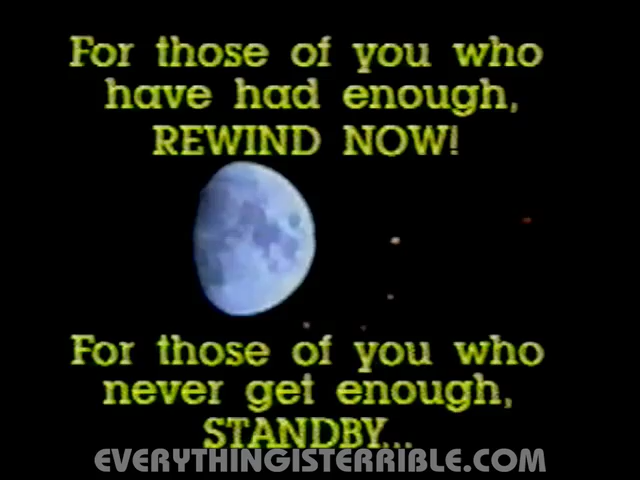 For those of you who
have had enough,
REWIND NOW!
For those of you who
never get enough,
STANDBY...
EVERYTHINGISTERRIBLE.COM